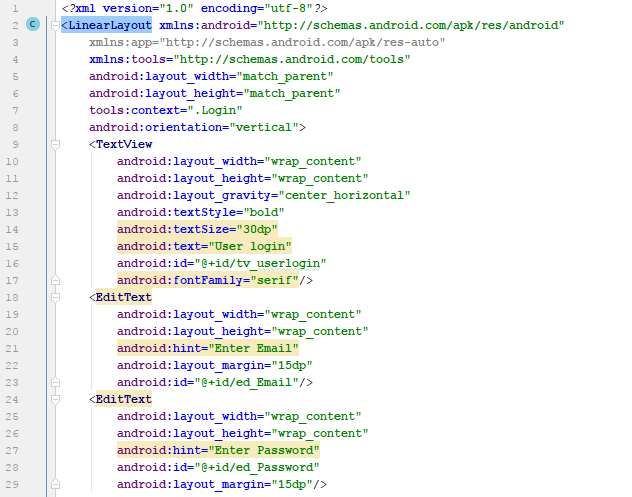 1 <?xml version="1.0" encoding="utf-8"?>
2 C <LinearLayout xmlns:android="http://schemas.android.com/apk/res/android"
3 xmlns:app="http://schemas.android.com/apk/res-auto"
4 xmlns:tools="http://schemas.android.com/tools"
5 android:layout_width="match_parent"
6 android:layout_height="match_parent"
7 tools:context=".Login"
8 android:orientation="vertical">
9 <TextView
10 android:layout_width="wrap_content"
11 android:layout_height="wrap_content"
12 android:layout_gravity="center_horizontal"
13 android:textStyle="bold"
14 android:textSize="30dp"
15 android:text="User login"
16 android:id="@+id/tv_userlogin"
17 android:fontFamily="serif"/>
18 <EditText
19 android:layout_width="wrap_content"
20 android:layout_height="wrap_content"
21 android:hint="Enter Email"
22 android:layout_margin="15dp"
23 android:id="@+id/ed_Email"/>
24 <EditText
25 android:layout_width="wrap_content"
26 android:layout_height="wrap_content"
27 android:hint="Enter Password"
28 android:id="@+id/ed_Password"
29 android:layout_margin="15dp"/>